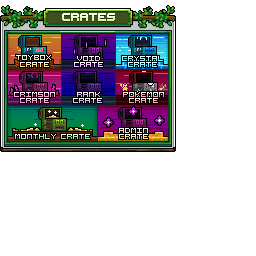 CRATES
TOYBOX CRATE
VOID CRATE
CRYSTAL CRATE
CRIMSON CRATE
RANK CRATE
POKEMON CRATE
MONTHLY CRATE
ADMIN CRATE